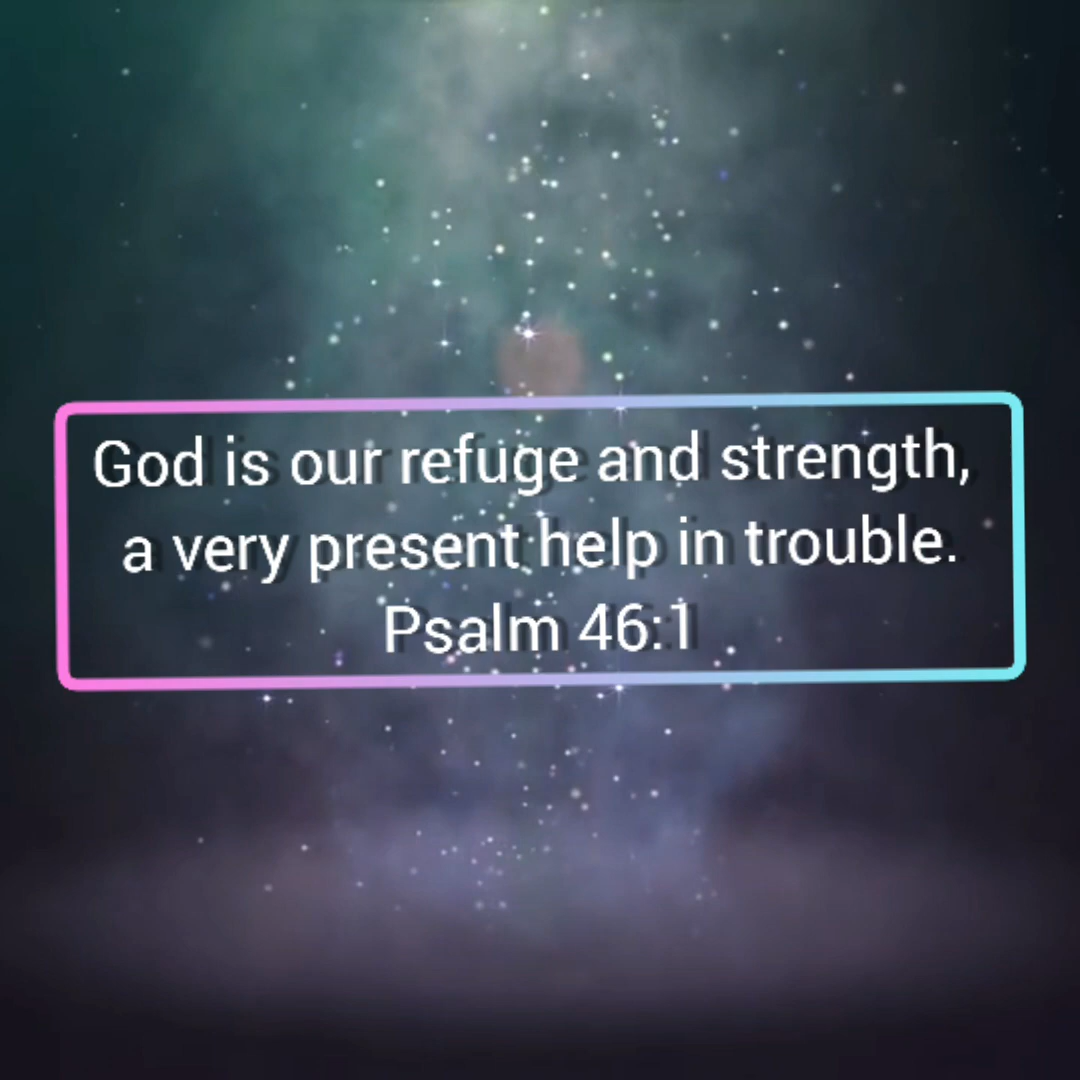 God is our refuge and strength,
a very present help in trouble.
Psalm 46:1